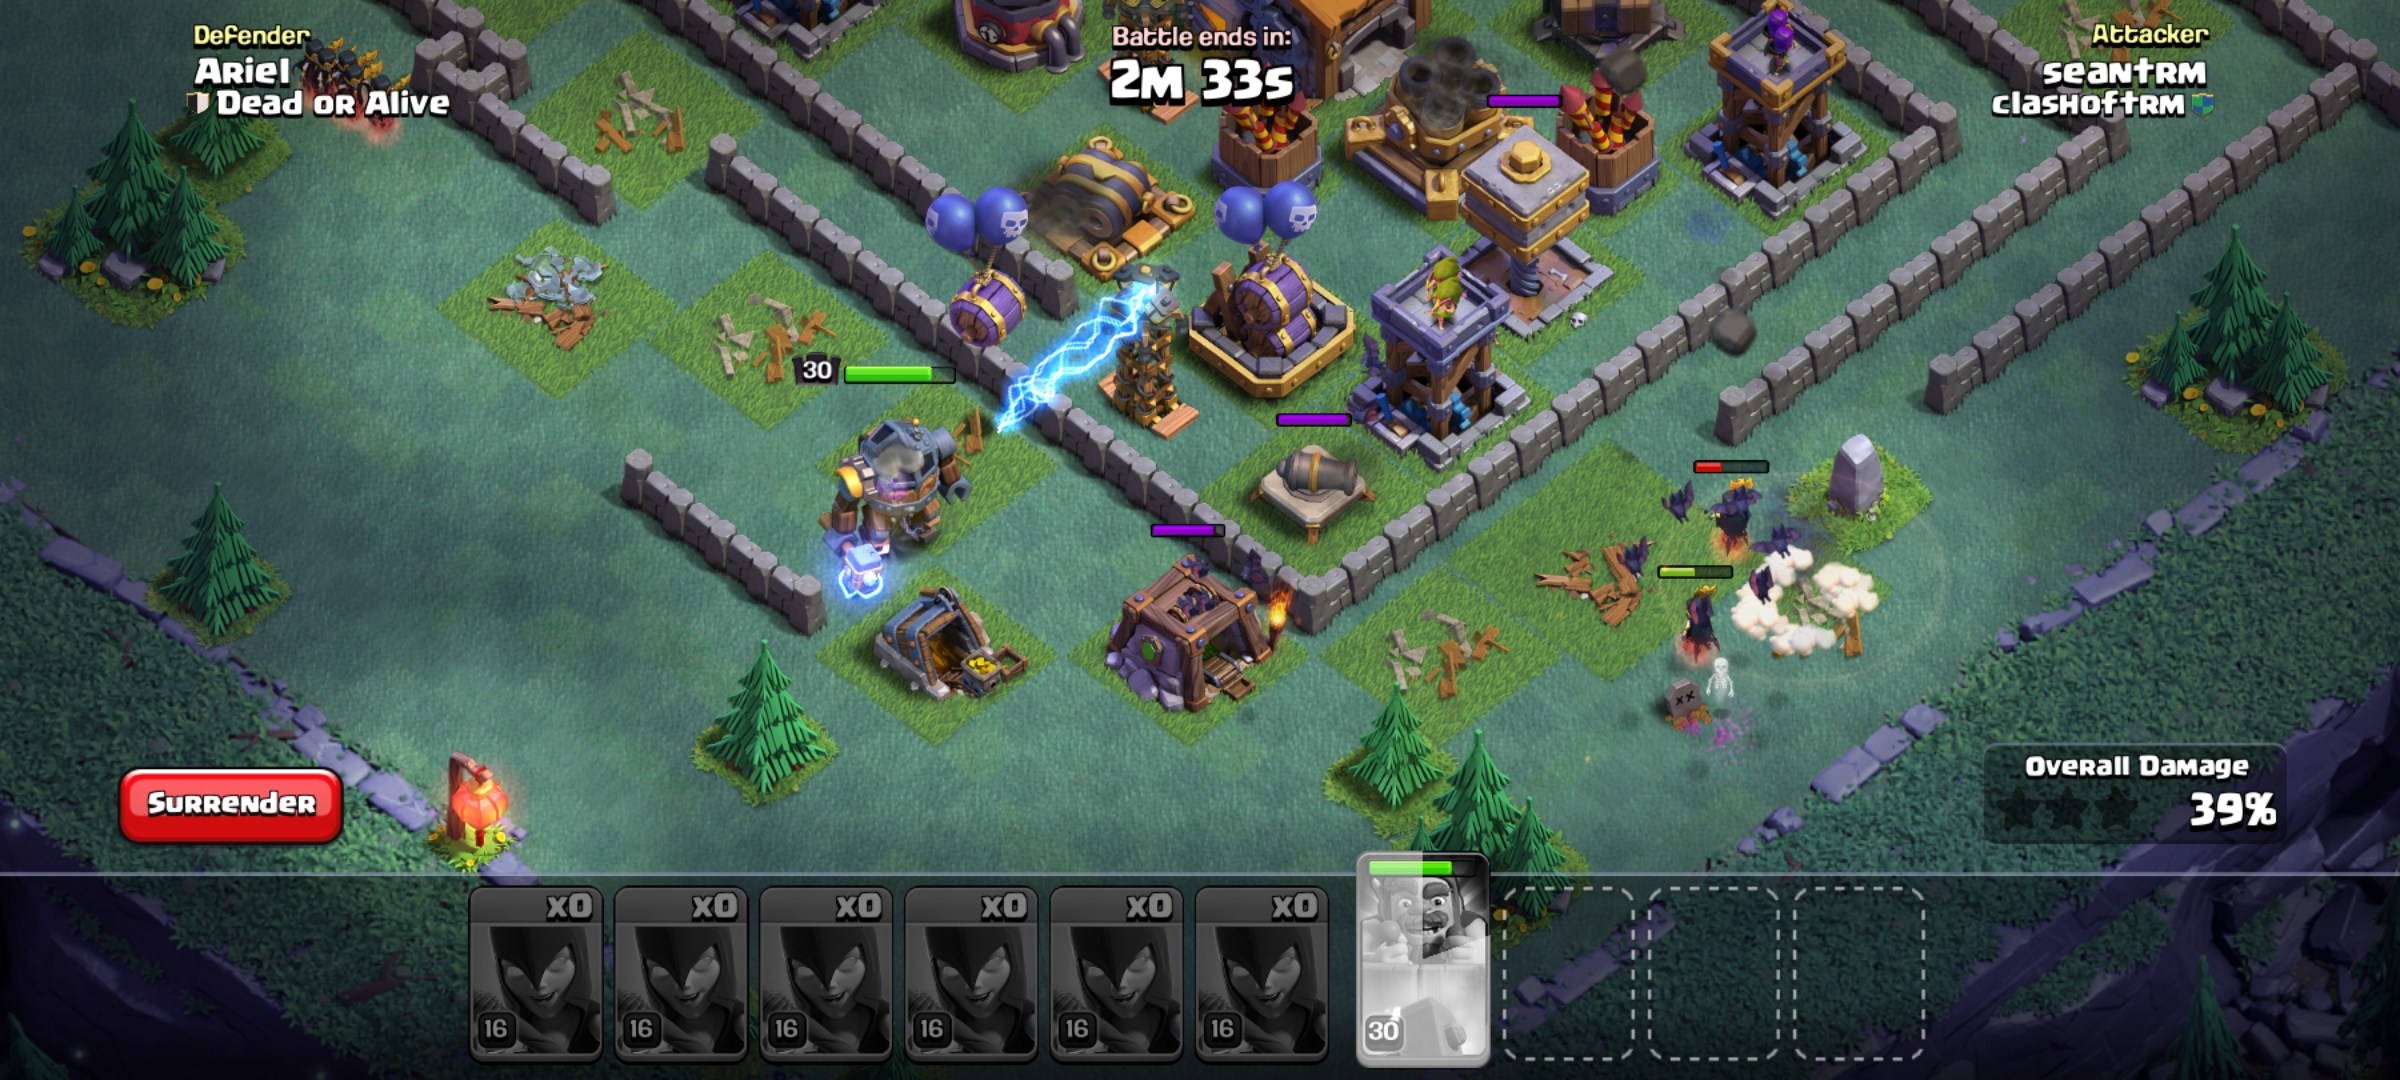 Defender
Ariel
Dead or Alive
Battle ends in:
2M 33s
Attacker
seantrm
clashoftrm
30
Surrender
Overall Damage
39%
x0
x0
x0
x0
x0
x0
16
16
16
16
16
16
30